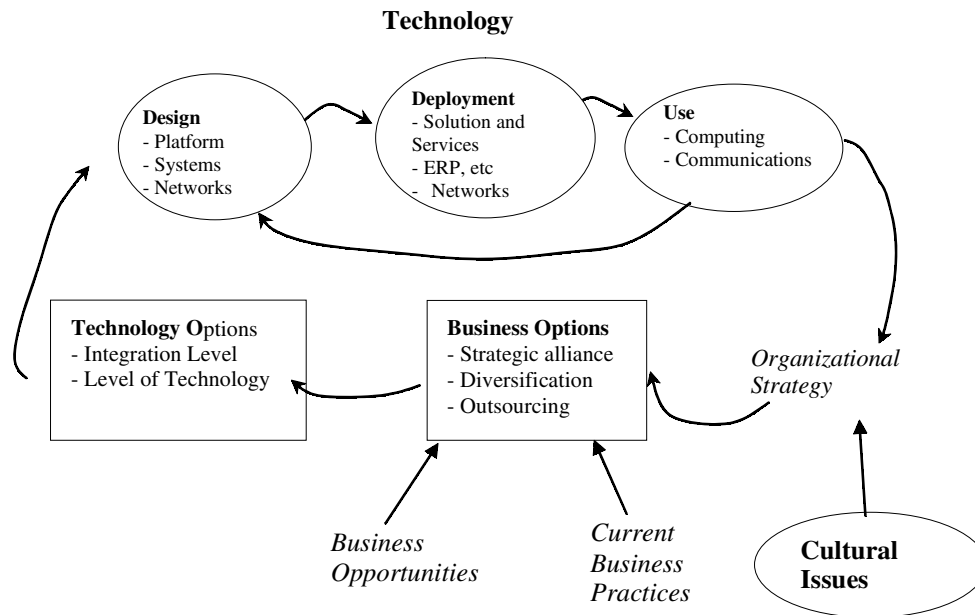 Technology
Design
- Platform
- Systems
- Networks
Deployment
- Solution and
Services
- ERP, etc
- Networks
Use
- Computing
- Communications
Technology Options
- Integration Level
- Level of Technology
Business Options
- Strategic alliance
- Diversification
- Outsourcing
Organizational
Strategy
Business
Opportunities
Current
Business
Practices
Cultural
Issues